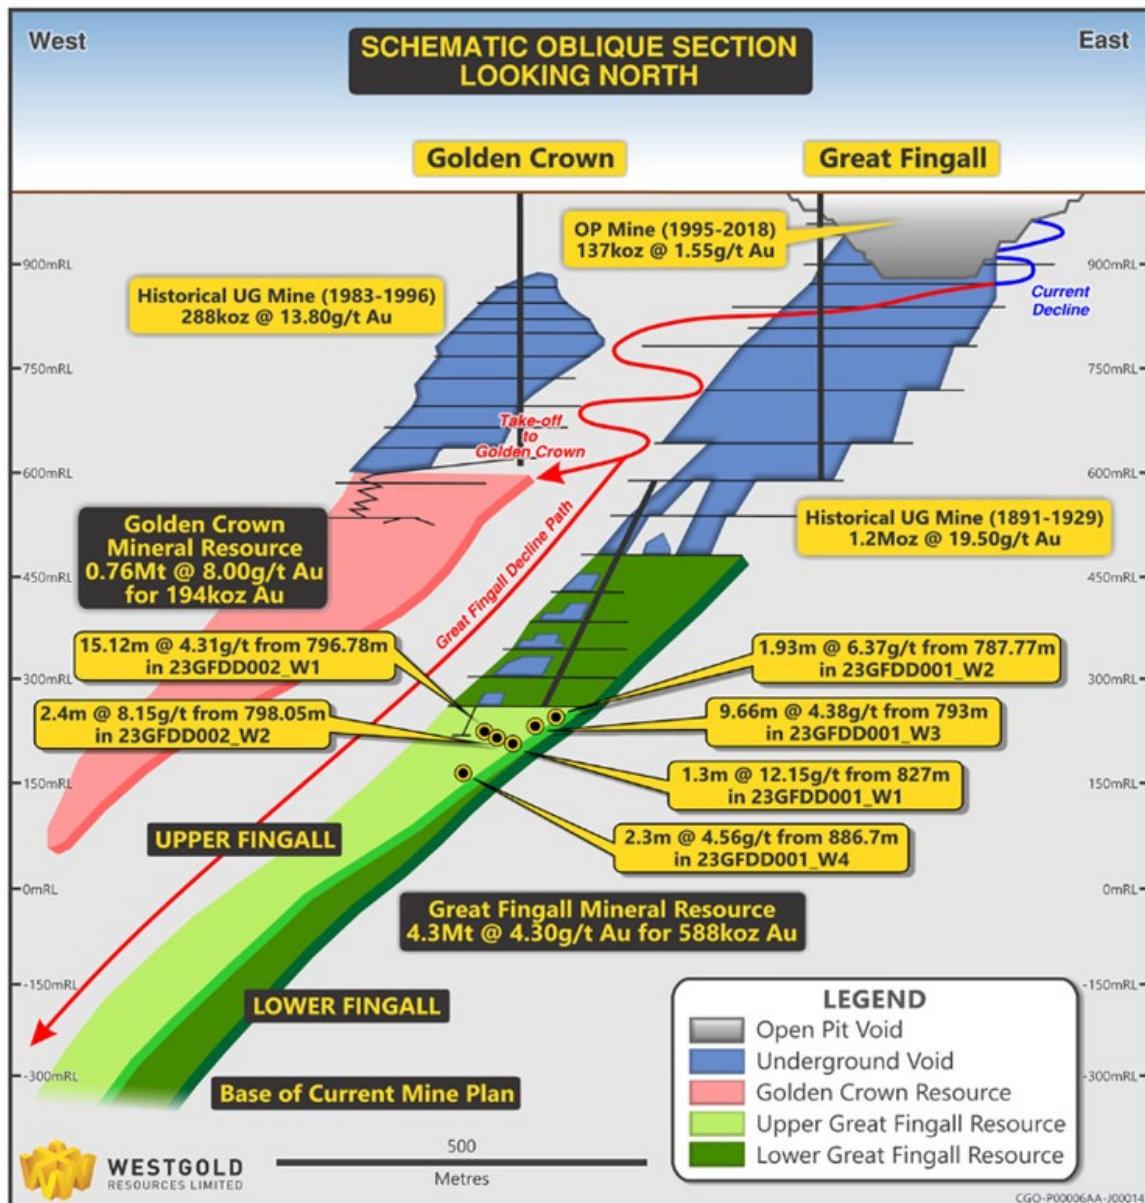 West
East
SCHEMATIC OBLIQUE SECTION
LOOKING NORTH
Golden Crown
Great Fingall
OP Mine (1995-2018)
137koz @ 1.55g/t Au
900mRL
900mRL
Historical UG Mine (1983-1996)
288koz @ 13.80g/t Au
Current
Decline
750mRL
750mRL
Take-off
to
Golden Crown
600mRL
600mRL
Golden Crown
Mineral Resource
0.76Mt @ 8.00g/t Au
for 194koz Au
Historical UG Mine (1891-1929)
1.2Moz @ 19.50g/t Au
Great Fingall Decline Path
450mRL
450mRL
15.12m @ 4.31g/t from 796.78m
in 23GFDD002_W1
1.93m @ 6.37g/t from 787.77m
in 23GFDD001_W2
300mRL
300mRL
2.4m @ 8.15g/t from 798.05m
in 23GFDD002_W2
9.66m @ 4.38g/t from 793m
in 23GFDD001_W3
150mRL
150mRL
1.3m @ 12.15g/t from 827m
in 23GFDD001_W1
UPPER FINGALL
2.3m @ 4.56g/t from 886.7m
in 23GFDD001_W4
0mRL
0mRL
Great Fingall Mineral Resource
4.3Mt @ 4.30g/t Au for 588koz Au
-150mRL
-150mRL
LOWER FINGALL
LEGEND
Open Pit Void
Underground Void
Golden Crown Resource
Upper Great Fingall Resource
Lower Great Fingall Resource
-300mRL
-300mRL
Base of Current Mine Plan
500
Metres
WESTGOLD
RESOURCES LIMITED
CGO-P00006AA-J00014